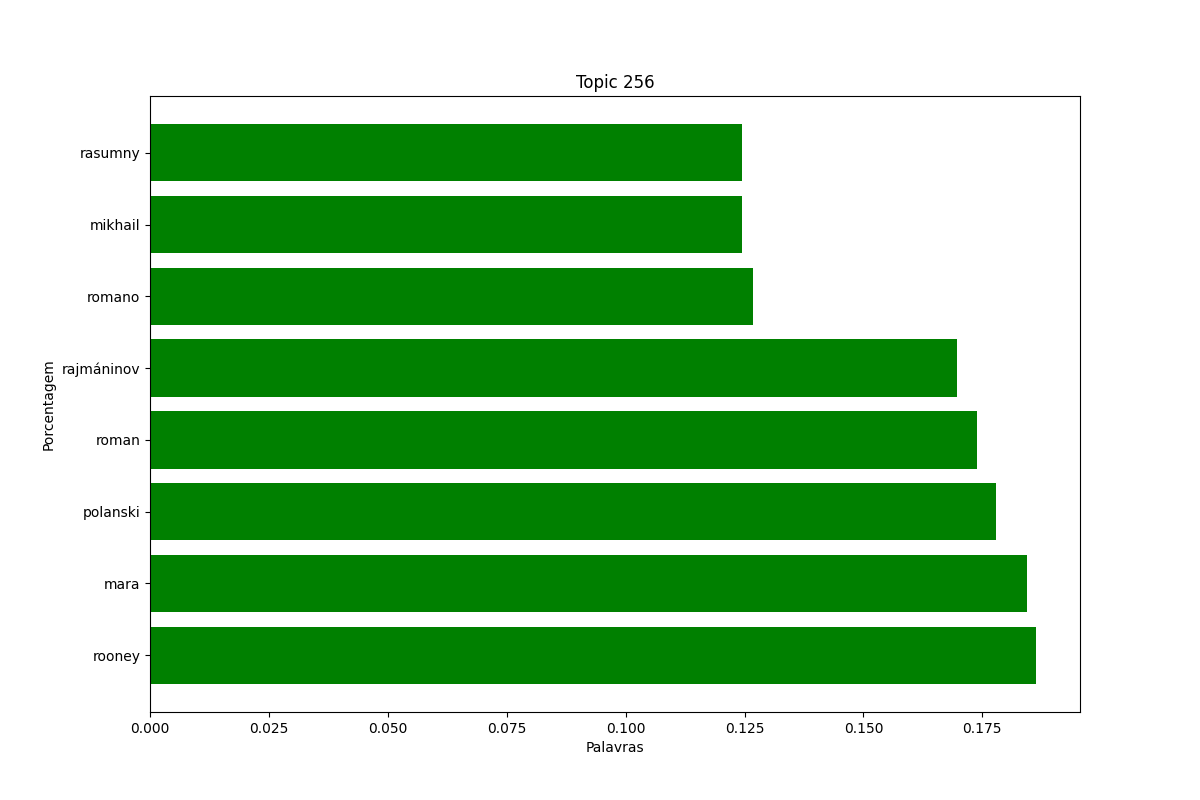 Topic 256
rasumny
mikhail
romano
rajmáninov
roman
polanski
mara
rooney
Porcentagem
0.000 0.025 0.050 0.075 0.100 0.125 0.150 0.175
Palavras